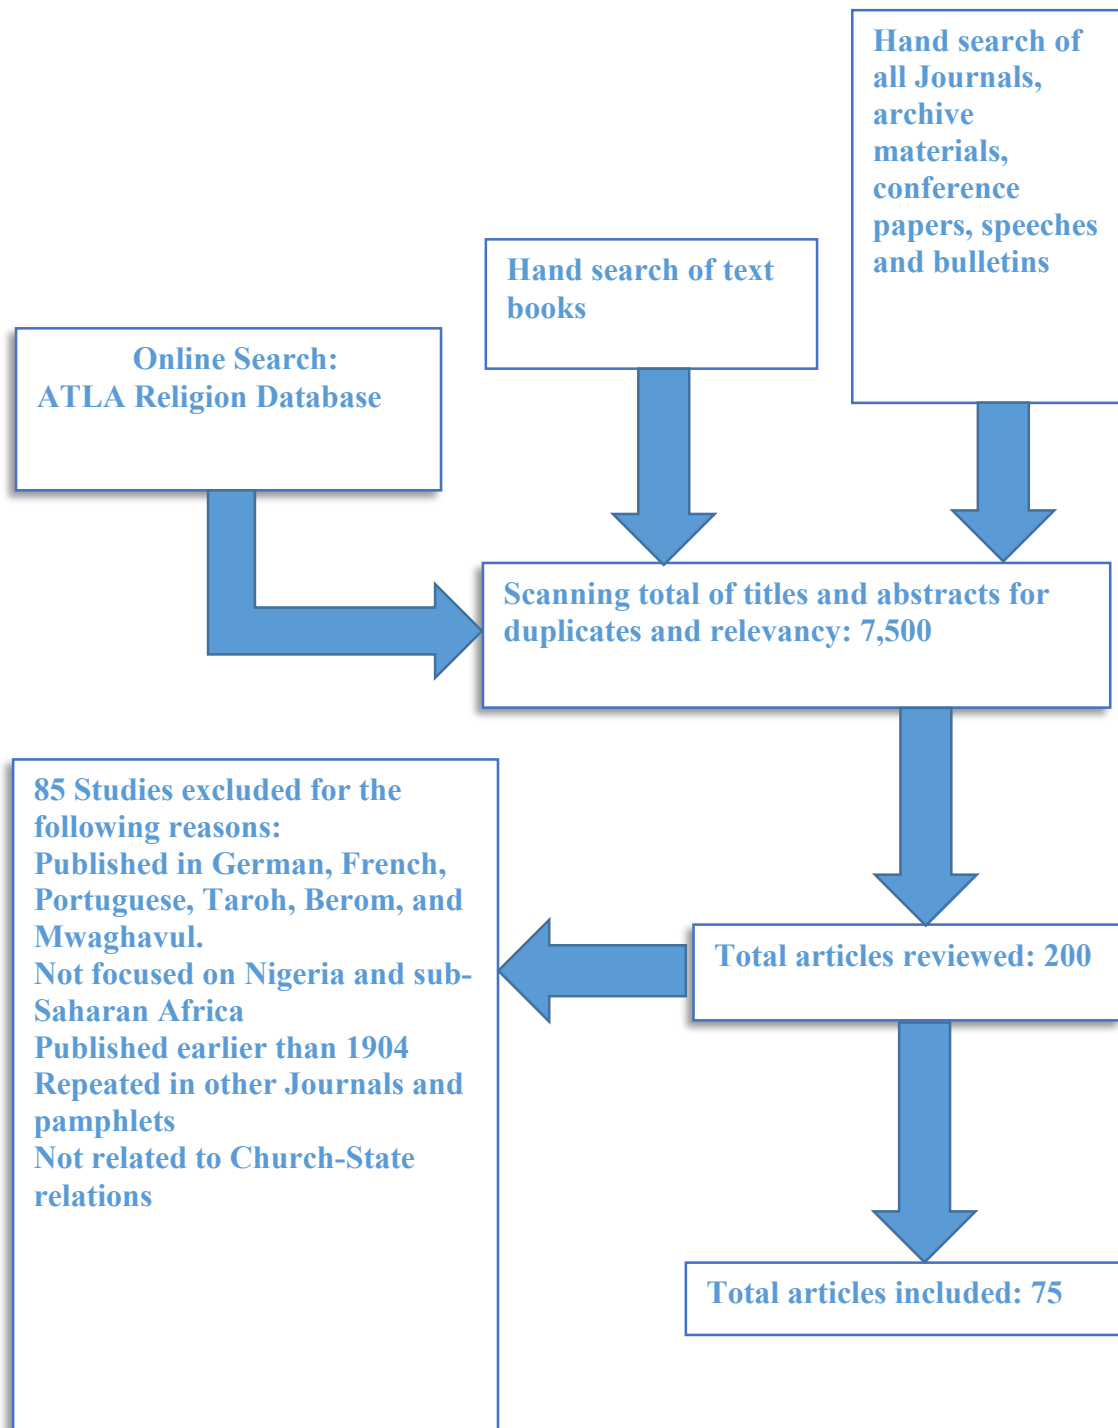 Hand search of
all Journals,
archive
materials,
conference
papers, speeches
and bulletins
Hand search of text
books
Online Search:
ATLA Religion Database
Scanning total of titles and abstracts for
duplicates and relevancy: 7,500
85 Studies excluded for the
following reasons:
Published in German, French,
Portuguese, Taroh, Berom, and
Mwaghavul.
Not focused on Nigeria and sub-
Saharan Africa
Published earlier than 1904
Repeated in other Journals and
pamphlets
Not related to Church-State
relations
Total articles reviewed: 200
Total articles included: 75